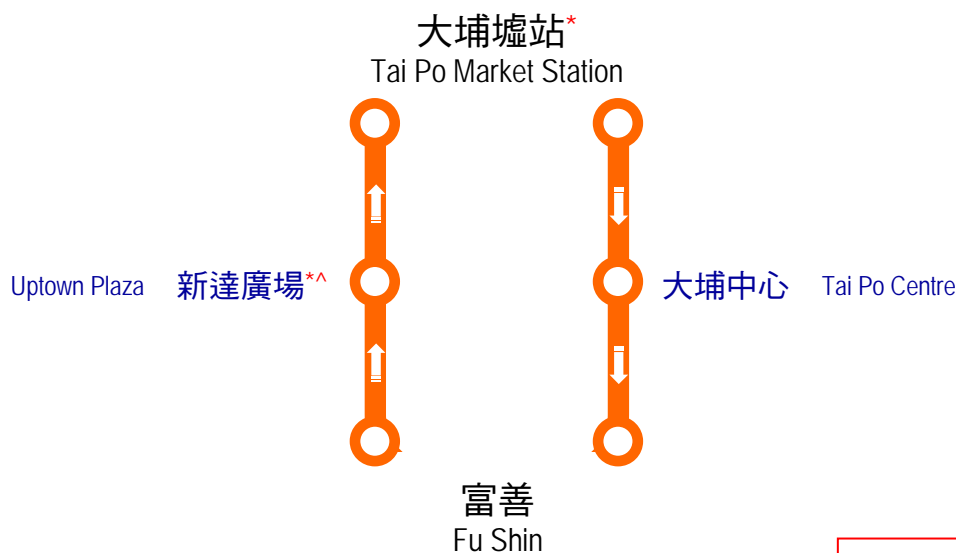 大埔墟站*
Tai Po Market Station
Uptown Plaza 新達廣場*^
大埔中心 Tai Po Centre
富善
Fu Shin